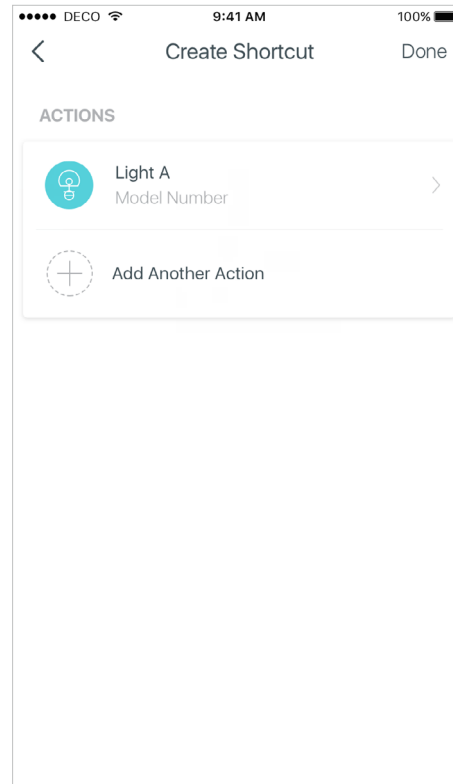 DECO 9:41 AM 100%
Create Shortcut Done
ACTIONS
Light A
Model Number
Add Another Action